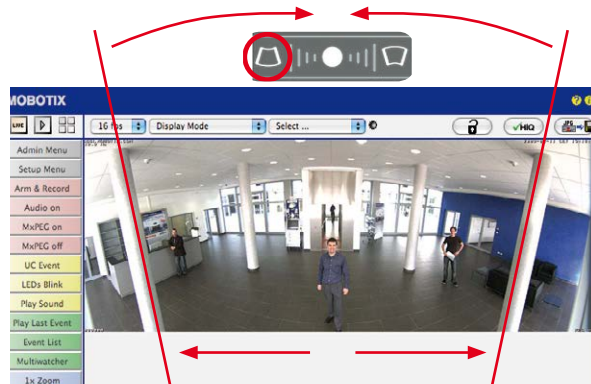 MOBOTIX
LIVE
16 fps
Display Mode
Select ...
HIQ
JPG
Admin Menu
Setup Menu
Arm & Record
Audio on
MxPEG on
MxPEG off
UC Event
LEDs Blink
Play Sound
Play Last Event
Event List
Multiwatcher
1x Zoom